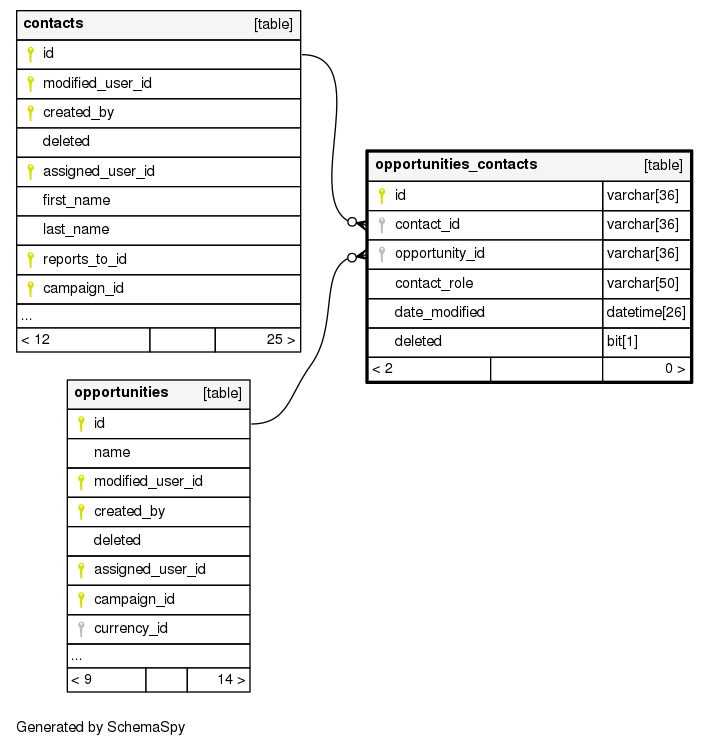 contacts [table]
id
modified_user_id
created_by
deleted
assigned_user_id
first_name
last_name
reports_to_id
campaign_id
...
< 12 25 >
opportunities_contacts [table]
id varchar[36]
contact_id varchar[36]
opportunity_id varchar[36]
contact_role varchar[50]
date_modified datetime[26]
deleted bit[1]
< 2 0 >
opportunities [table]
id
name
modified_user_id
created_by
deleted
assigned_user_id
campaign_id
currency_id
...
< 9 14 >
Generated by SchemaSpy